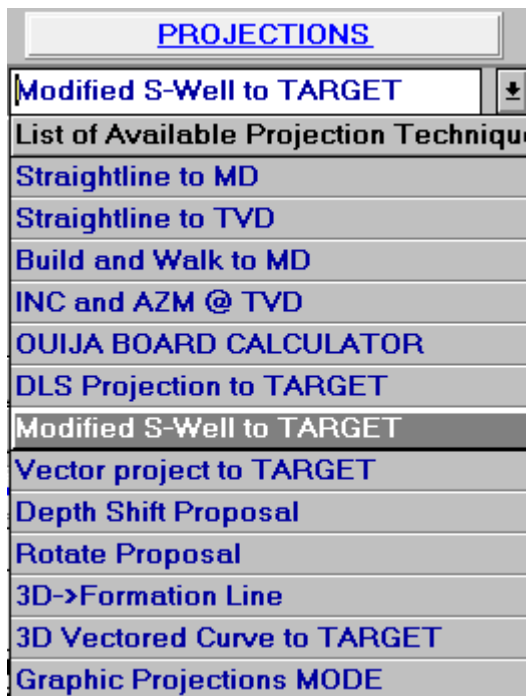 PROJECTIONS
Modified S-Well to TARGET
List of Available Projection Techniqu
Straightline to MD
Straightline to TVD
Build and Walk to MD
INC and AZM @ TVD
OUIJA BOARD CALCULATOR
DLS Projection to TARGET
Modified S-Well to TARGET
Vector project to TARGET
Depth Shift Proposal
Rotate Proposal
3D->Formation Line
3D Vectored Curve to TARGET
Graphic Projections MODE